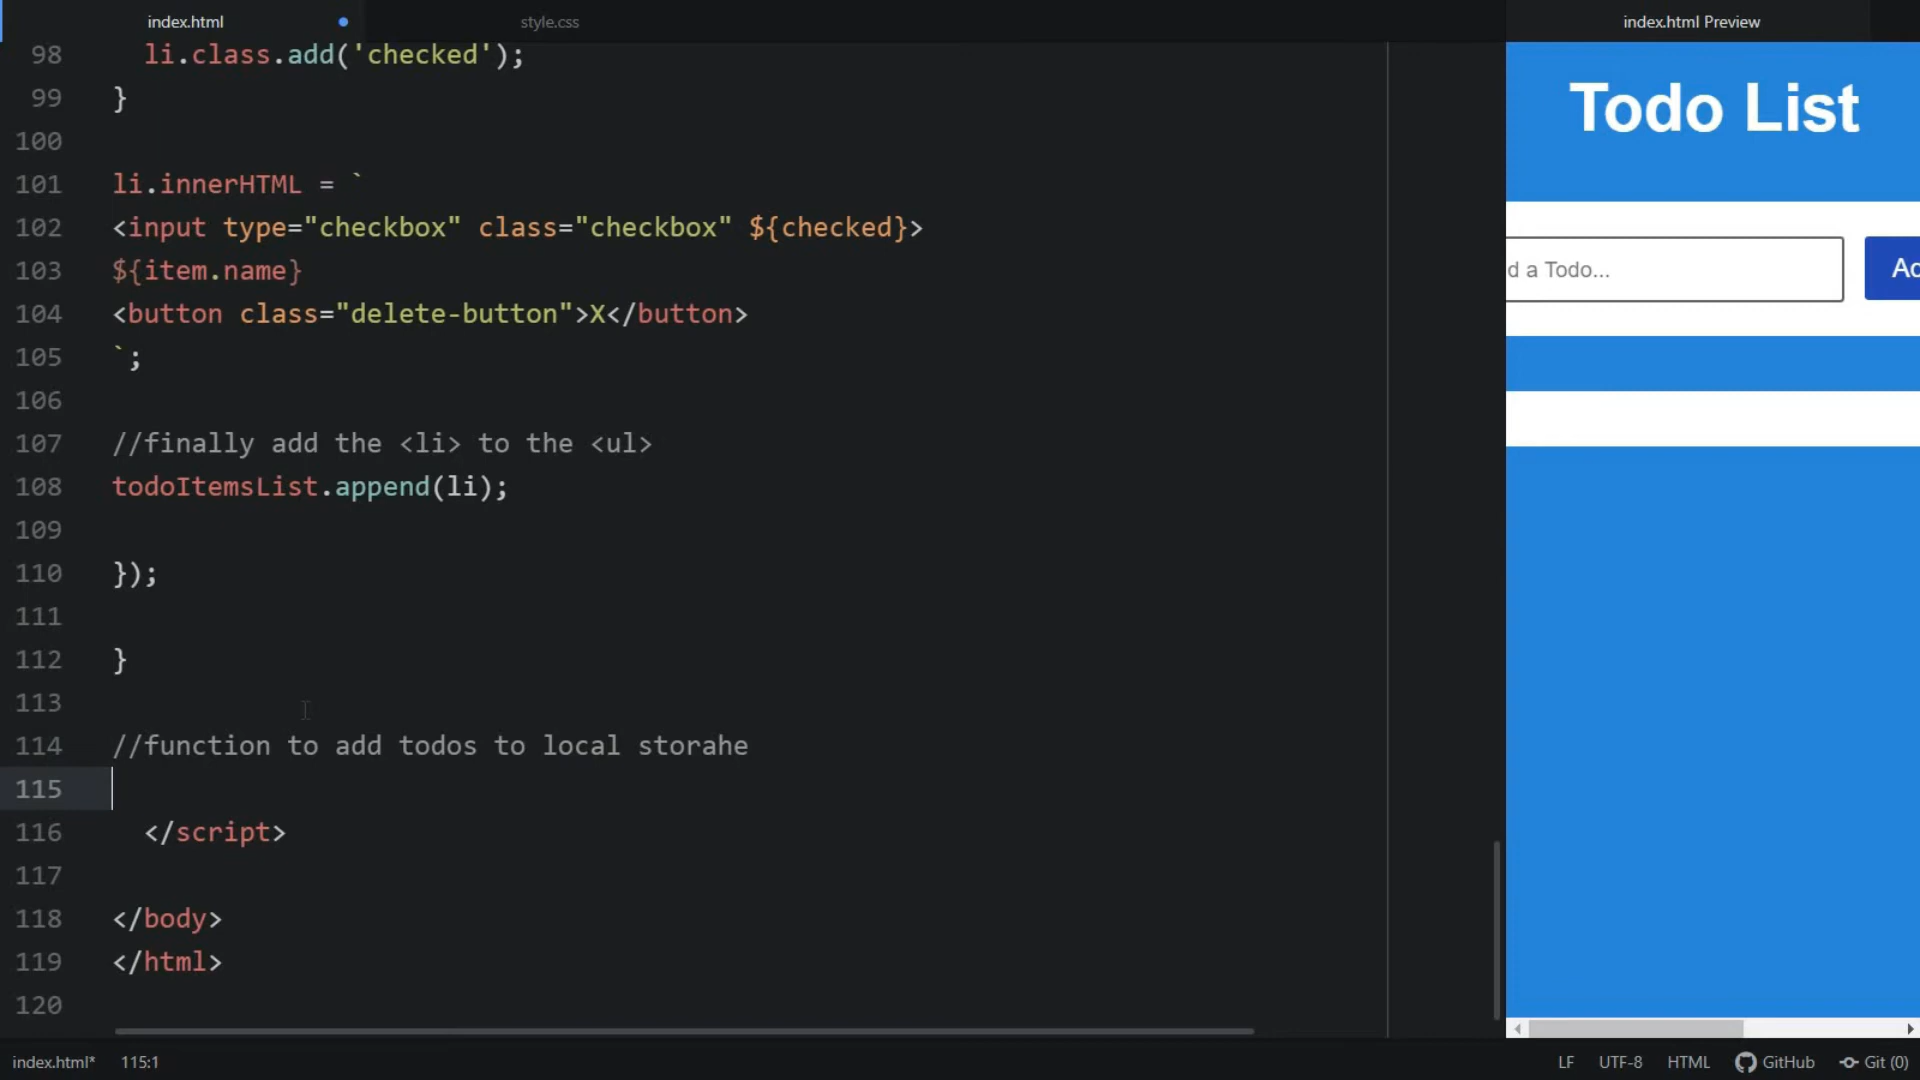 index.html
style.css
index.html Preview
98 li.class.add('checked');
99 }
100
101 li.innerHTML = `
102 <input type="checkbox" class="checkbox" ${checked}>
103 ${item.name}
104 <button class="delete-button">X</button>
105 `;
106
107 //finally add the <li> to the <ul>
108 todoItemsList.append(li);
109
110 });
111
112 }
113
114 //function to add todos to local storahe
115
116 </script>
117
118 </body>
119 </html>
120
Todo List
d a Todo...
Ad
index.html* 115:1
LF UTF-8 HTML GitHub Git (0)